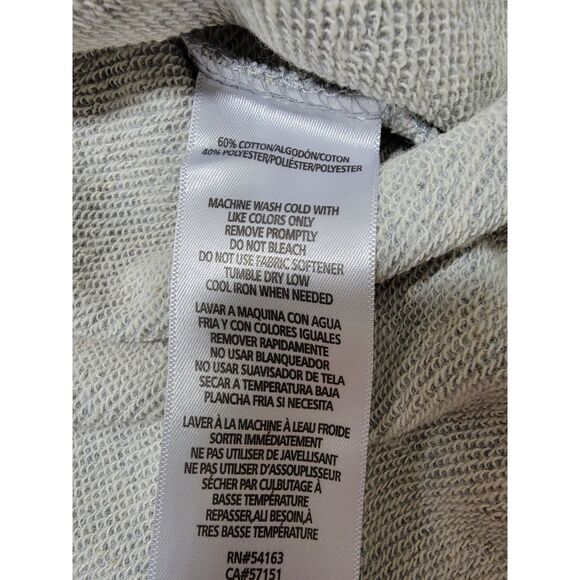 60% COTTON/ALGODÓN/COTON
40% POLYESTER/POLIÉSTER/POLYESTER
MACHINE WASH COLD WITH
LIKE COLORS ONLY
REMOVE PROMPTLY
DO NOT BLEACH
DO NOT USE FABRIC SOFTENER
TUMBLE DRY LOW
COOL IRON WHEN NEEDED
LAVAR A MAQUINA CON AGUA
FRIA Y CON COLORES IGUALES
REMOVER RAPIDAMENTE
NO USAR BLANQUEADOR
NO USAR SUAVISADOR DE TELA
SECAR A TEMPERATURA BAJA
PLANCHA FRIA SI NECESITA
LAVER À LA MACHINE À LEAU FROIDE
SORTIR IMMÉDIATEMENT
NE PAS UTILISER DE JAVELLISANT
NE PAS UTILISER D'ASSOUPLISSEUR
SÉCHER PAR CULBUTAGE À
BASSE TEMPÉRATURE
REPASSER,AU BESOIN,À
TRES BASSE TEMPÉRATURE
RN#54163
CA#57151